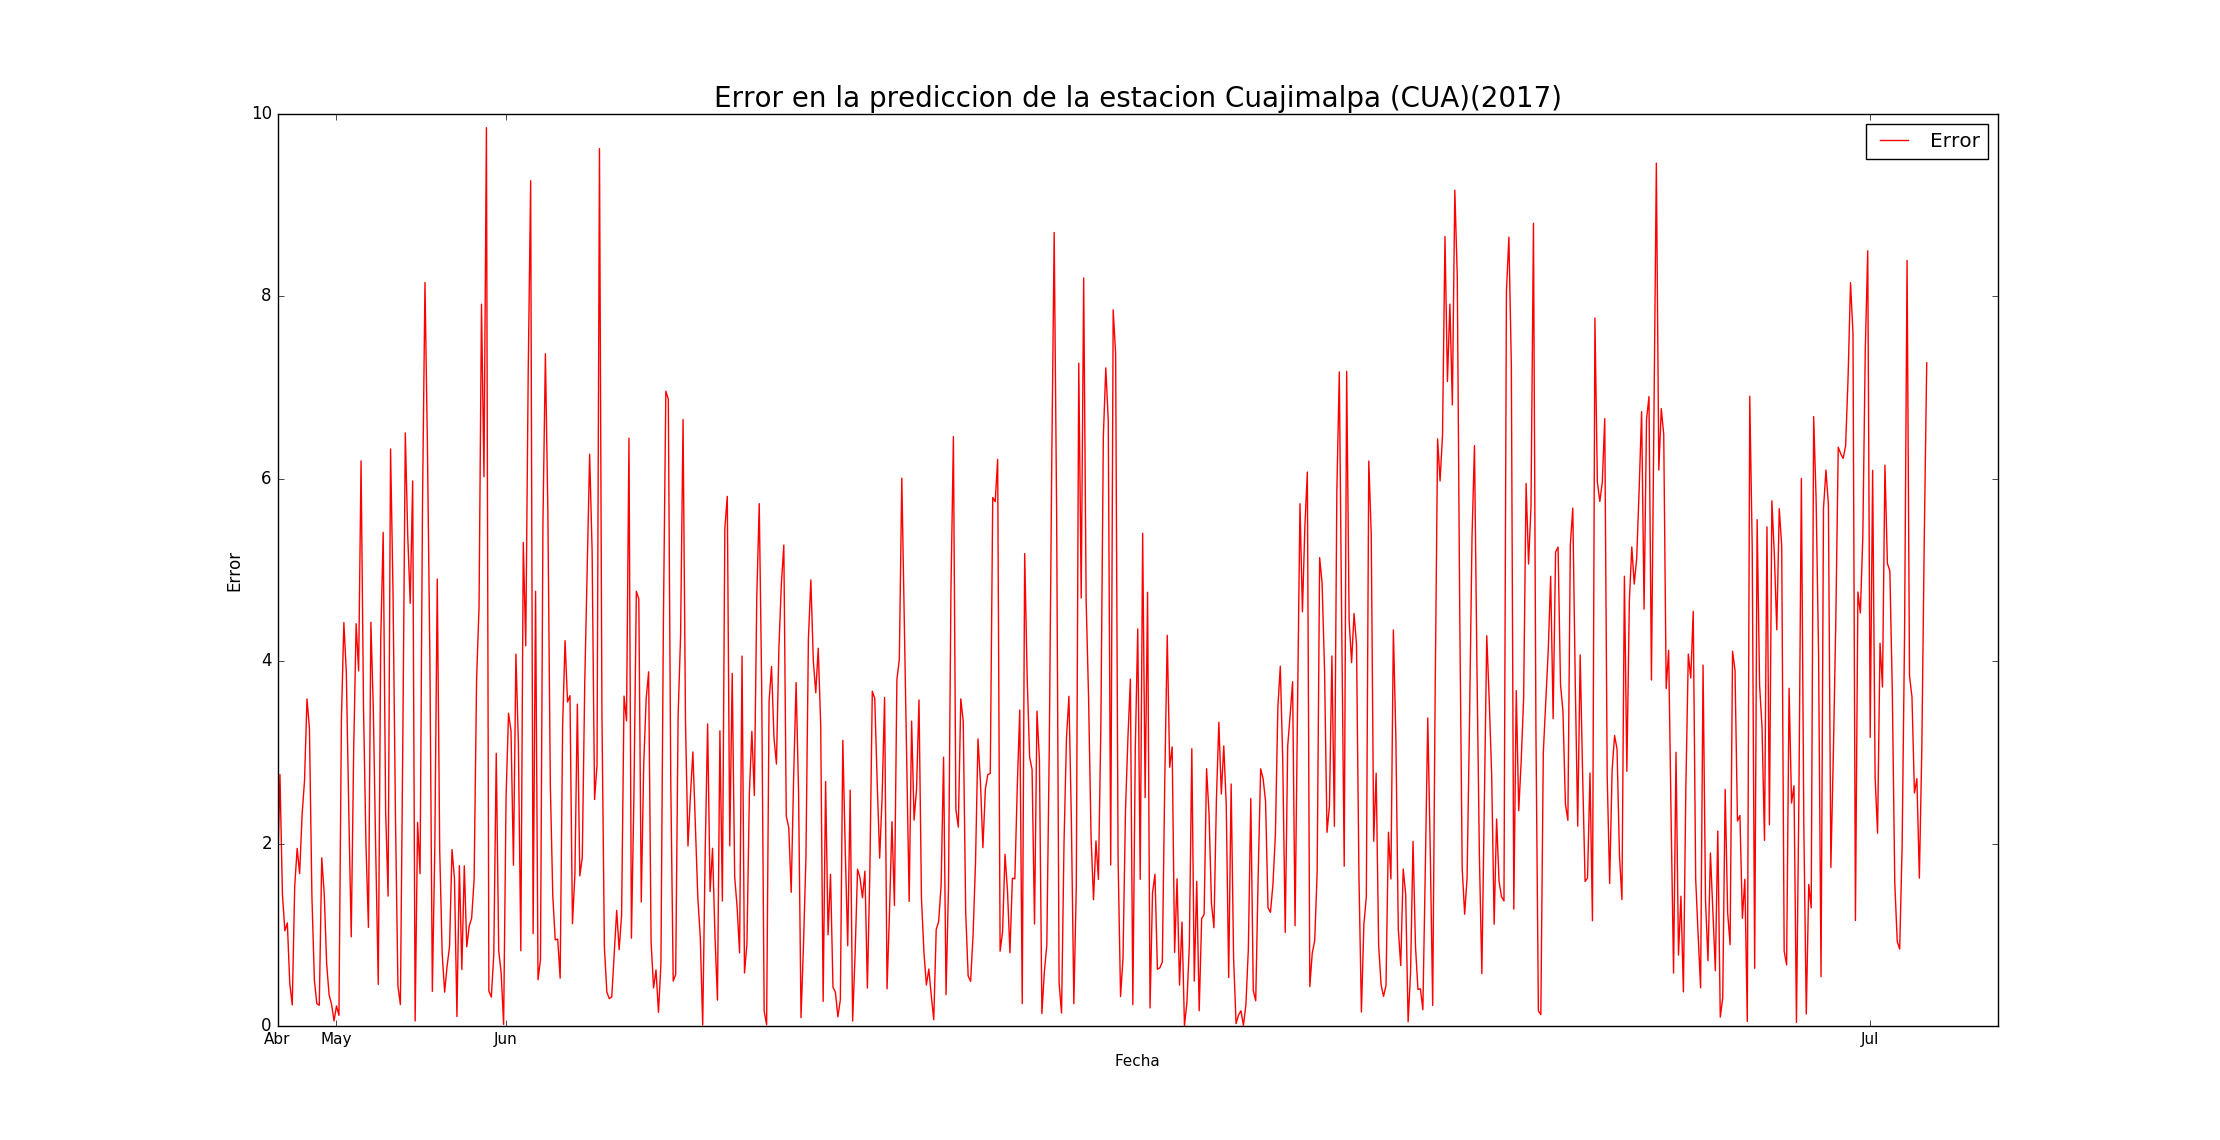 Error en la prediccion de la estacion Cuajimalpa (CUA)(2017)
Error
10
8
6
4
2
0
Error
Abr May Jun Jul
Fecha